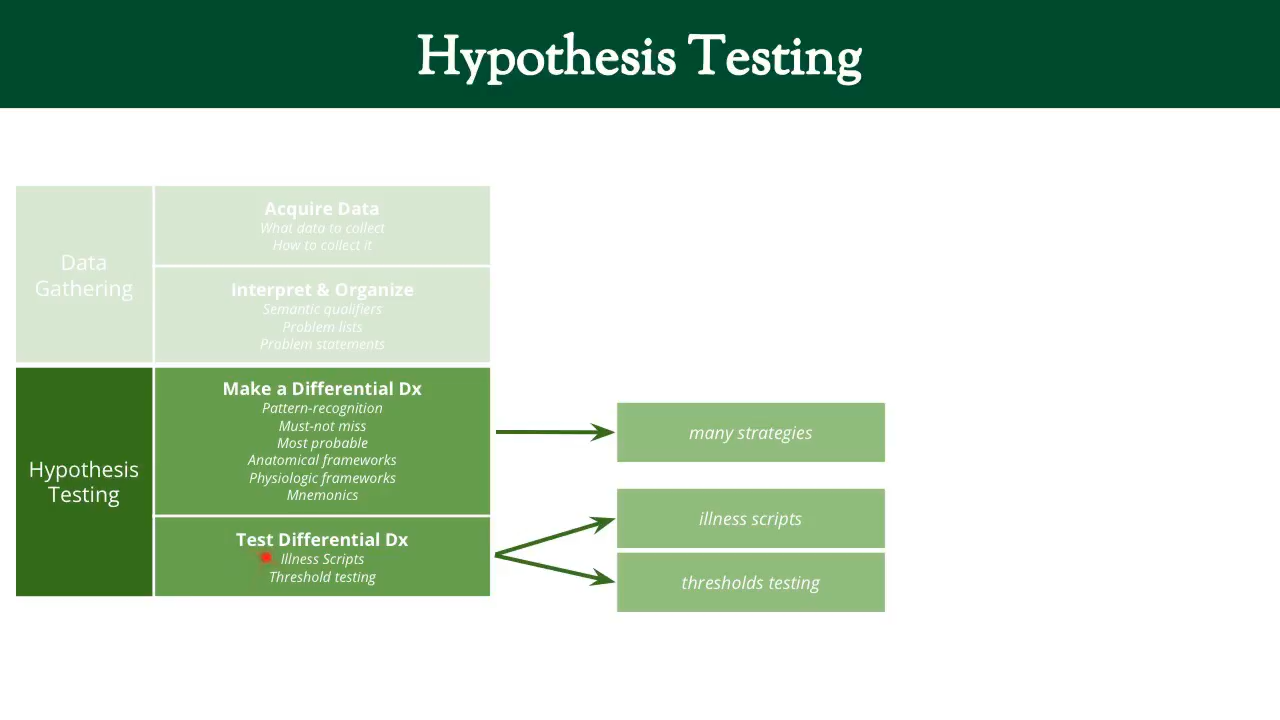 Hypothesis Testing
Data
Gathering
Acquire Data
What data to collect
How to collect it
Interpret & Organize
Semantic qualifiers
Problem lists
Problem statements
Hypothesis
Testing
Make a Differential Dx
Pattern-recognition
Must-not miss
Most probable
Anatomical frameworks
Physiologic frameworks
Mnemonics
Test Differential Dx
Illness Scripts
Threshold testing
many strategies
illness scripts
thresholds testing